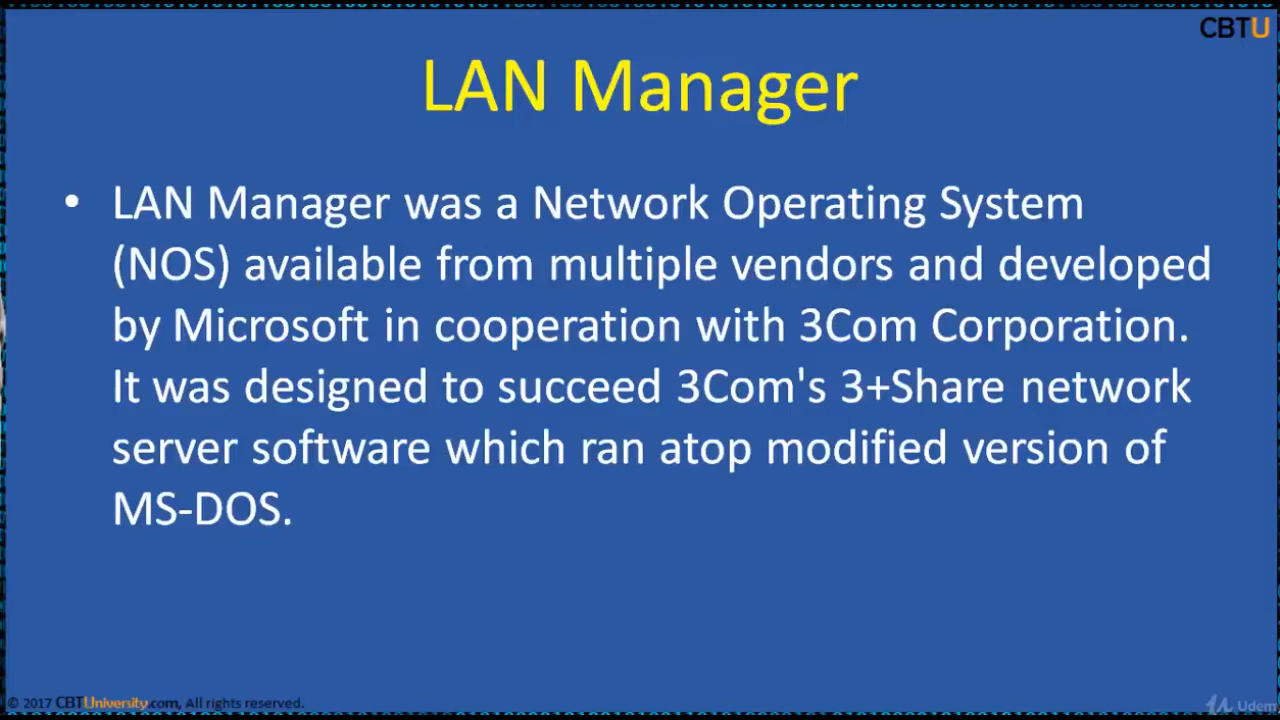 CBTU
LAN Manager
• LAN Manager was a Network Operating System
(NOS) available from multiple vendors and developed
by Microsoft in cooperation with 3Com Corporation.
It was designed to succeed 3Com's 3+Share network
server software which ran atop modified version of
MS-DOS.
© 2017 CBTUniversity.com, All rights reserved.
Udem